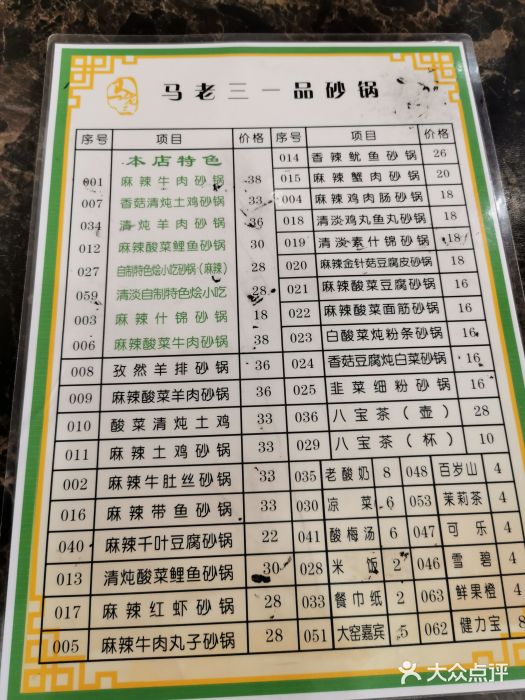 马老三一品砂锅
序号 项目 价格
本店特色
001 麻辣牛肉砂锅 38
007 香菇清炖土鸡砂锅 33
034 清炖羊肉砂锅 36
012 麻辣酸菜鲤鱼砂锅 30
027 自制特色烩小吃砂锅(麻辣) 28
059 清淡自制特色烩小吃 28
003 麻辣什锦砂锅 18
006 麻辣酸菜牛肉砂锅 38
008 孜然羊排砂锅 36
009 麻辣酸菜羊肉砂锅 36
010 酸菜清炖土鸡 33
011 麻辣土鸡砂锅 33
002 麻辣牛肚丝砂锅 33
016 麻辣带鱼砂锅 33
040 麻辣千叶豆腐砂锅 22
013 清炖酸菜鲤鱼砂锅 30
017 麻辣红虾砂锅 28
005 麻辣牛肉丸子砂锅 28
序号 项目 价格
014 香辣鱿鱼砂锅 26
015 麻辣蟹肉砂锅 20
004 麻辣鸡肉肠砂锅 18
018 清淡鸡丸鱼丸砂锅 18
019 清淡素什锦砂锅 18
020 麻辣金针菇豆腐皮砂锅 18
021 麻辣酸菜豆腐砂锅 16
022 麻辣酸菜面筋砂锅 16
023 白酸菜炖粉条砂锅 16
024 香菇豆腐炖白菜砂锅 16
025 韭菜细粉砂锅 16
036 八宝茶(壶) 28
029 八宝茶(杯) 10
035 老酸奶 8 048 百岁山 4
030 凉菜 6 053 茉莉茶 4
041 酸梅汤 6 047 可乐 4
028 米饭 2 046 雪碧 4
033 餐巾纸 2 063 鲜果橙 4
051 大窑嘉宾 5 062 健力宝 8
大众点评